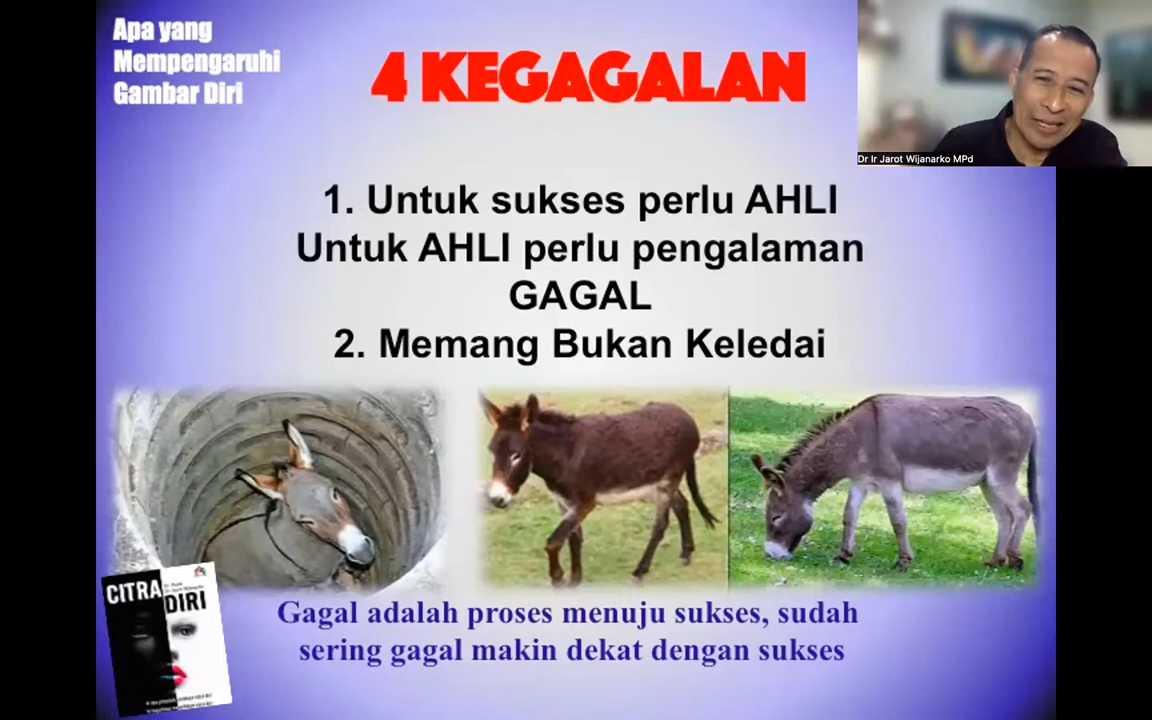 Apa yang
Mempengaruhi
Gambar Diri
4 KEGAGALAN
Dr Ir Jarot Wijanarko MPd
1. Untuk sukses perlu AHLI
Untuk AHLI perlu pengalaman
GAGAL
2. Memang Bukan Keledai
CITRA
DIRI
Gagal adalah proses menuju sukses, sudah
sering gagal makin dekat dengan sukses